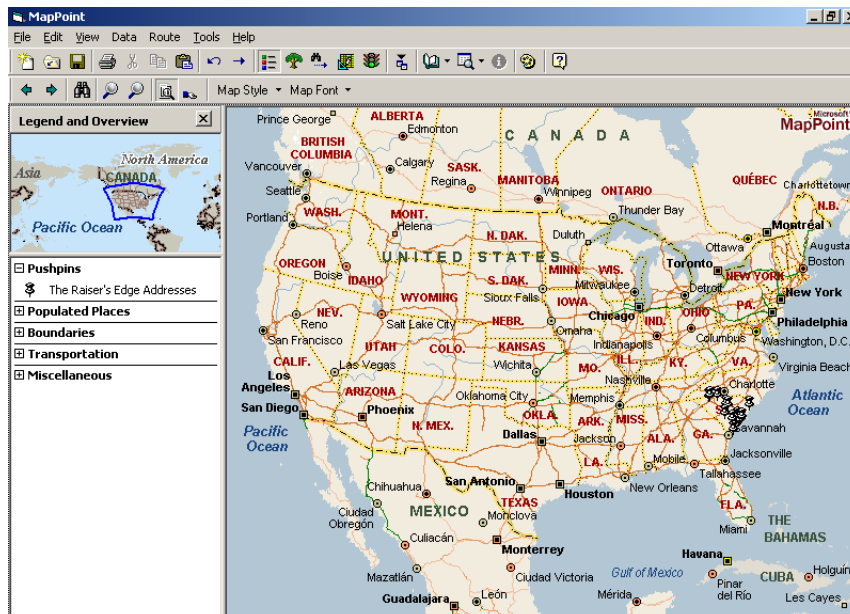 MapPoint
File Edit View Data Route Tools Help
Map Style Map Font
Legend and Overview
North America
Asia
CANADA
Pacific Ocean
Pushpins
The Raiser's Edge Addresses
Populated Places
Boundaries
Transportation
Miscellaneous
Microsoft
MapPoint
Prince George
ALBERTA
Edmonton
CANADA
BRITISH
COLUMBIA
Vancouver
Calgary
SASK.
Regina
MANITOBA
Winnipeg
ONTARIO
QUÉBEC
Charlottetown
Seattle
WASH.
Thunder Bay
N.B.
Portland
MONT.
Helena
N. DAK.
Duluth
Ottawa
Montréal
Augusta
UNITED STATES
OREGON
Boise
IDAHO
S. DAK.
MINN.
WIS.
Toronto
Boston
WYOMING
Sioux Falls
Milwaukee
Detroit
NEW YORK
NEV.
Reno
Salt Lake City
NEBR.
IOWA
Chicago
PA.
New York
San Francisco
UTAH
COLO.
KANSAS
Omaha
IND.
OHIO
Philadelphia
Indianapolis
Columbus
Washington, D.C.
CALIF.
Las Vegas
Wichita
MO.
ILL.
KY.
VA.
Virginia Beach
Los
Angeles
ARIZONA
Oklahoma City
Nashville
Charlotte
San Diego
Phoenix
N. MEX.
OKLA.
Memphis
Atlantic
Ocean
Pacific
Ocean
Dallas
ARK.
Jackson
MISS.
ALA.
GA.
S.
Savannah
LA.
Mobile
Jacksonville
Tallahassee
San Antonio
Houston
New Orleans
TEXAS
Chihuahua
FLA.
Ciudad
Obregón
MEXICO
Monclova
Miami
THE
BAHAMAS
Culiacán
Monterrey
Havana
Mazatlán
Ciudad Victoria
Gulf of Mexico
CUBA
Holguín
Pinar
del Río
Guadalajara
León
Mérida
Les Cayes